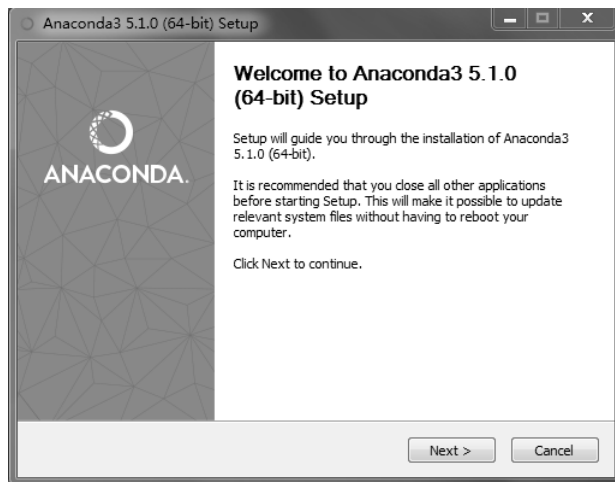 Anaconda3 5.1.0 (64-bit) Setup
Welcome to Anaconda3 5.1.0
(64-bit) Setup
ANACONDA.
Setup will guide you through the installation of Anaconda3
5.1.0 (64-bit).
It is recommended that you close all other applications
before starting Setup. This will make it possible to update
relevant system files without having to reboot your
computer.
Click Next to continue.
Next >
Cancel